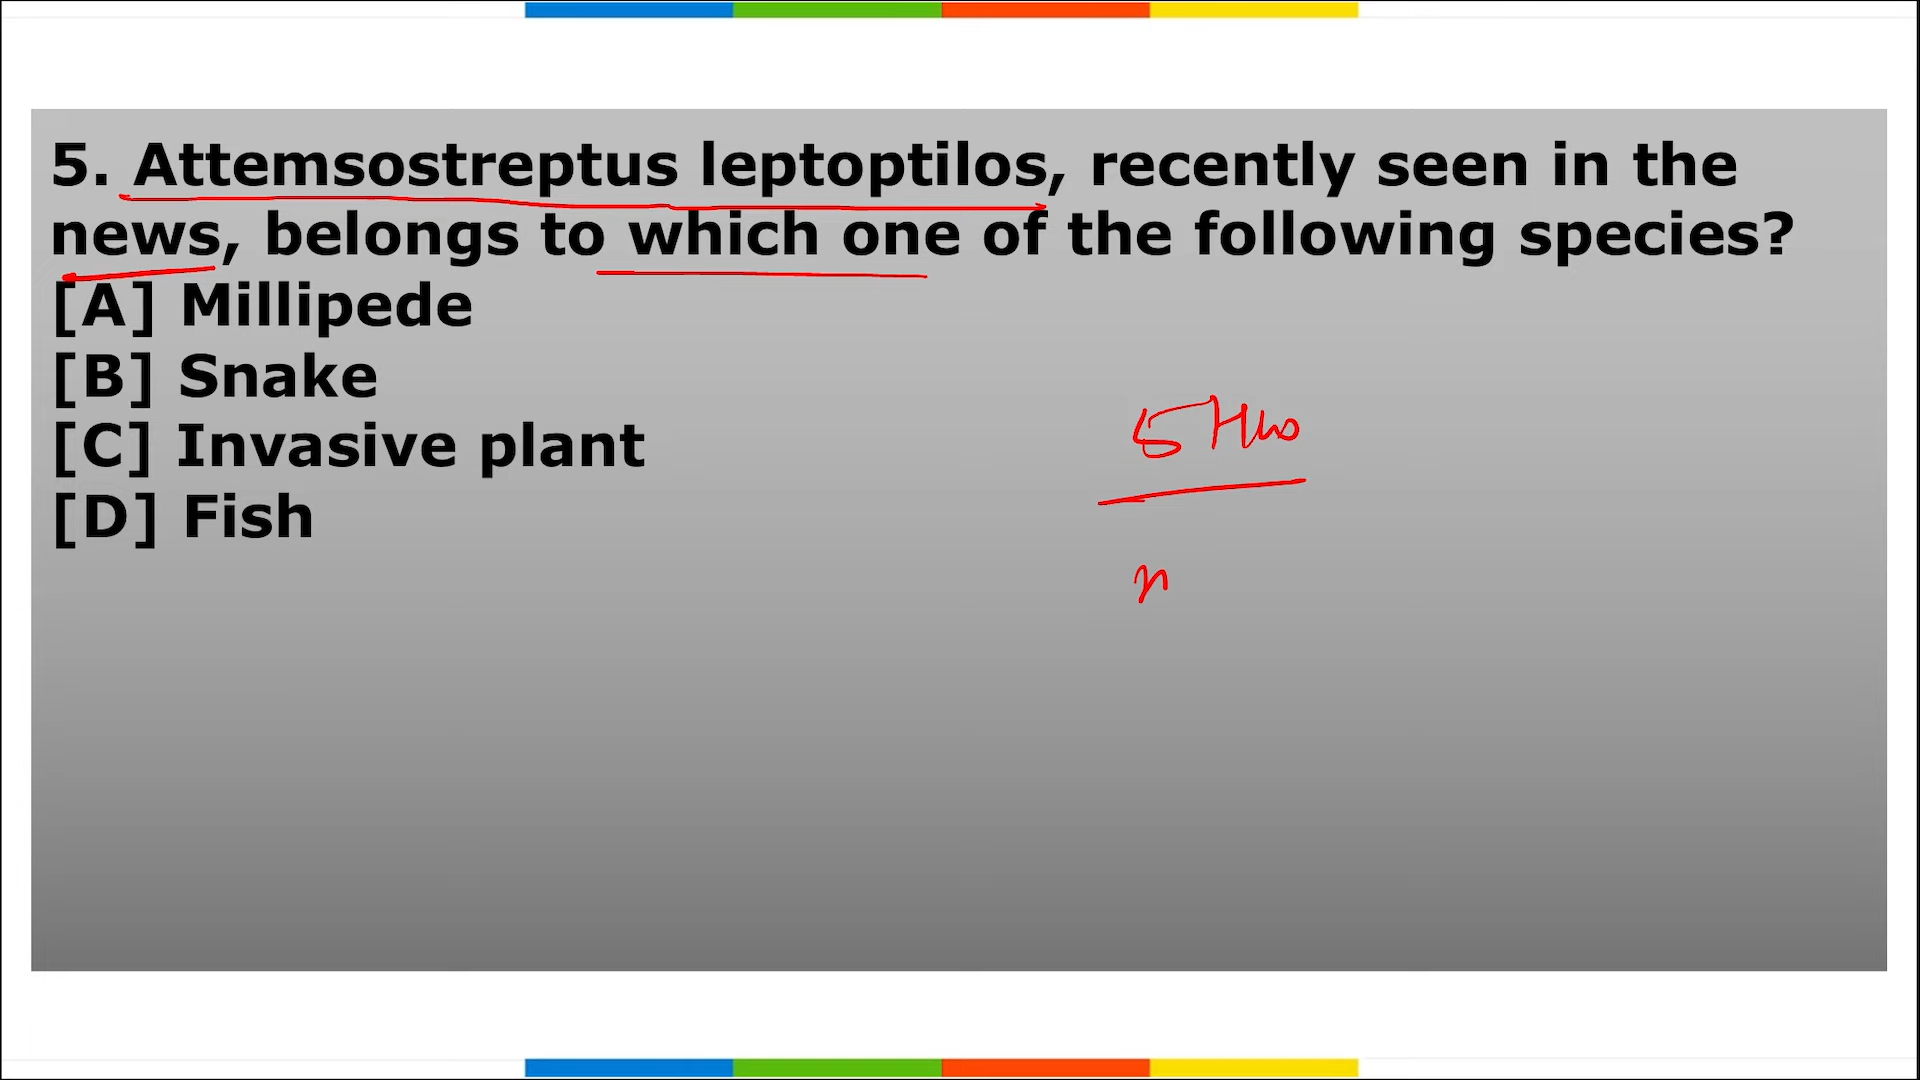 5. Attemsostreptus leptoptilos, recently seen in the
news, belongs to which one of the following species?
[A] Millipede
[B] Snake
[C] Invasive plant
[D] Fish
5
n